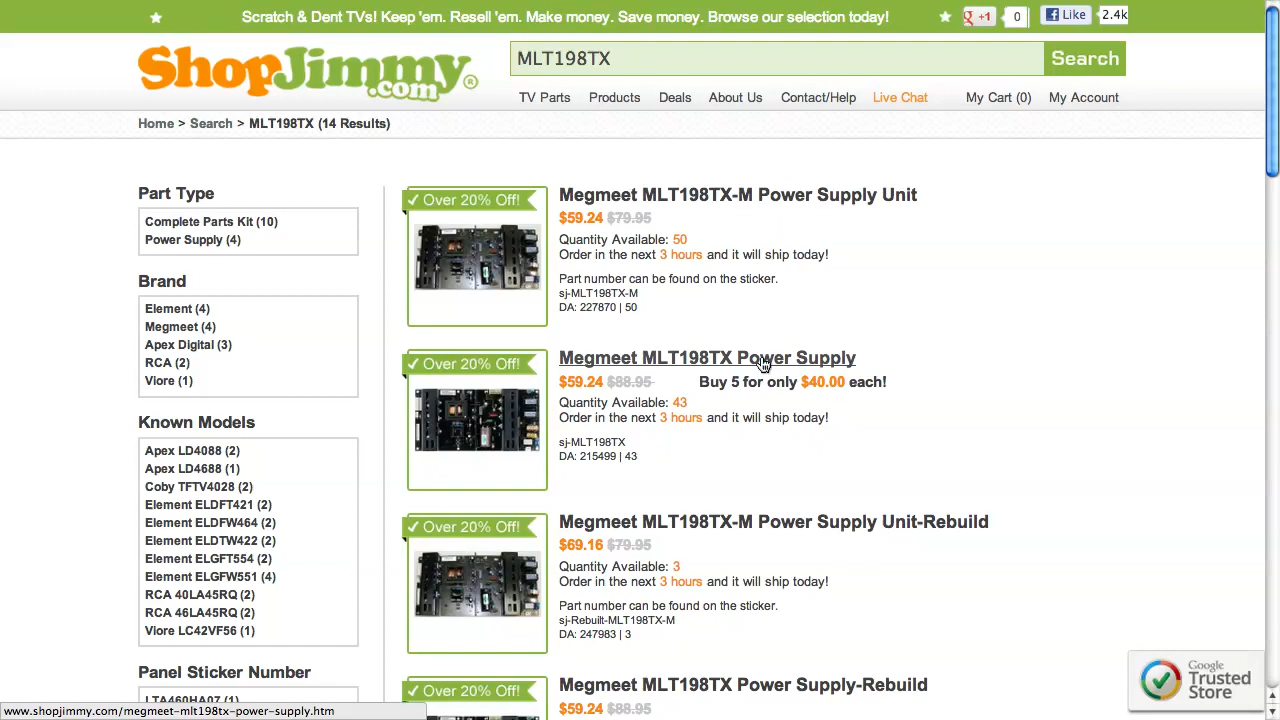 Scratch & Dent TVs! Keep 'em. Resell 'em. Make money. Save money. Browse our selection today!
+1 0 Like 2.4k
ShopJimmy.com®
MLT198TX Search
TV Parts Products Deals About Us Contact/Help Live Chat My Cart (0) My Account
Home > Search > MLT198TX (14 Results)
Part Type
Complete Parts Kit (10)
Power Supply (4)
Brand
Element (4)
Megmeet (4)
Apex Digital (3)
RCA (2)
Viore (1)
Known Models
Apex LD4088 (2)
Apex LD4688 (1)
Coby TFTV4028 (2)
Element ELDFT421 (2)
Element ELDFW464 (2)
Element ELDTW422 (2)
Element ELGFT554 (2)
Element ELGFW551 (4)
RCA 40LA45RQ (2)
RCA 46LA45RQ (2)
Viore LC42VF56 (1)
Panel Sticker Number
LTA460HA07 (1)
✓ Over 20% Off!
Megmeet MLT198TX-M Power Supply Unit
$59.24 $79.95
Quantity Available: 50
Order in the next 3 hours and it will ship today!
Part number can be found on the sticker.
sj-MLT198TX-M
DA: 227870 | 50
✓ Over 20% Off!
Megmeet MLT198TX Power Supply
$59.24 $88.95 Buy 5 for only $40.00 each!
Quantity Available: 43
Order in the next 3 hours and it will ship today!
sj-MLT198TX
DA: 215499 | 43
✓ Over 20% Off!
Megmeet MLT198TX-M Power Supply Unit-Rebuild
$69.16 $79.95
Quantity Available: 3
Order in the next 3 hours and it will ship today!
Part number can be found on the sticker.
sj-Rebuilt-MLT198TX-M
DA: 247983 | 3
✓ Over 20% Off!
Megmeet MLT198TX Power Supply-Rebuild
$59.24 $88.95
Google
Trusted
Store
www.shopjimmy.com/megmeet-mlt198tx-power-supply.htm